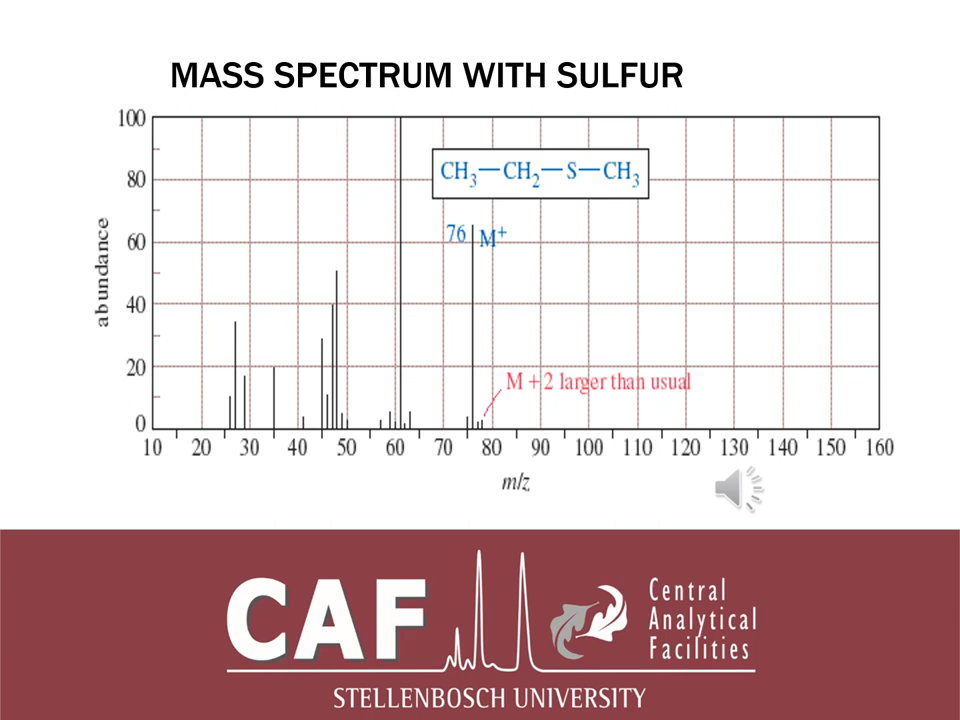 MASS SPECTRUM WITH SULFUR
100
80
60
40
20
0
abundance
CH3—CH2—S—CH3
76 M+
M + 2 larger than usual
10 20 30 40 50 60 70 80 90 100 110 120 130 140 150 160
m/z
CAF
Central
Analytical
Facilities
STELLENBOSCH UNIVERSITY